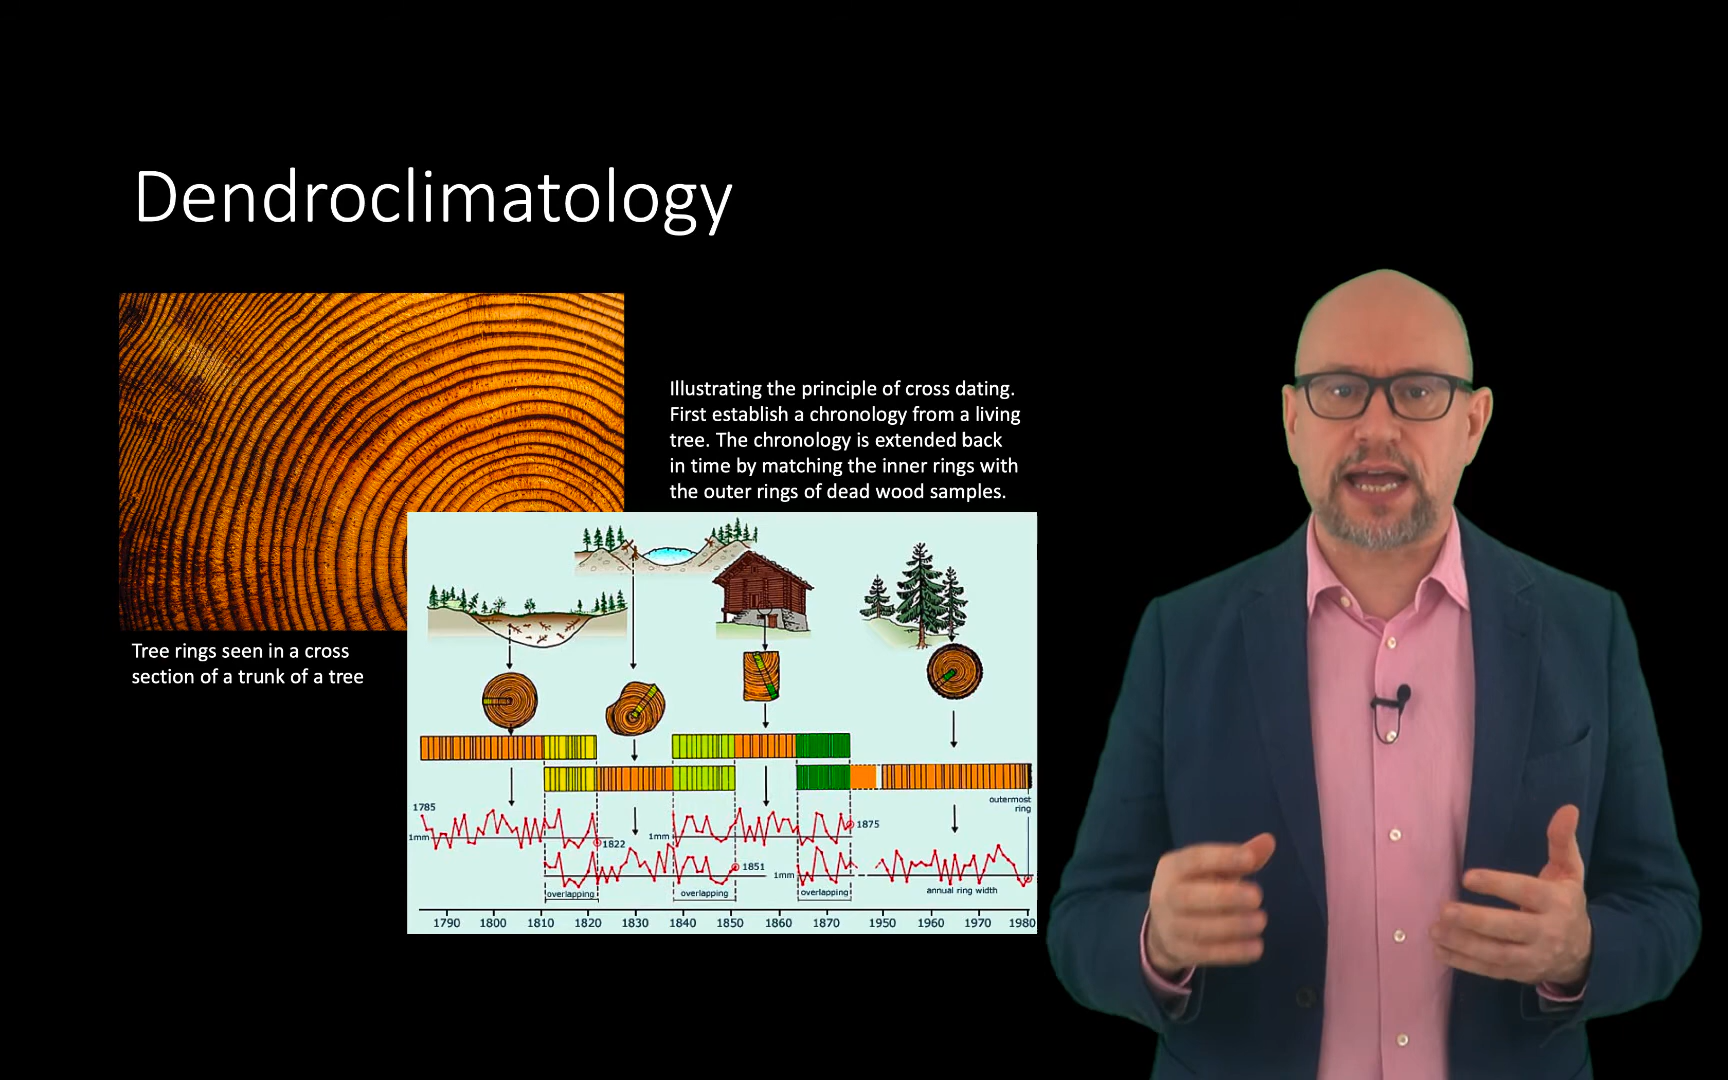 Dendroclimatology
Illustrating the principle of cross dating.
First establish a chronology from a living
tree. The chronology is extended back
in time by matching the inner rings with
the outer rings of dead wood samples.
Tree rings seen in a cross
section of a trunk of a tree
outermost
ring
1785
1mm
1822
1mm
1875
1851
1mm
annual ring width
overlapping
overlapping
overlapping
1790 1800 1810 1820 1830 1840 1850 1860 1870 1950 1960 1970 1980